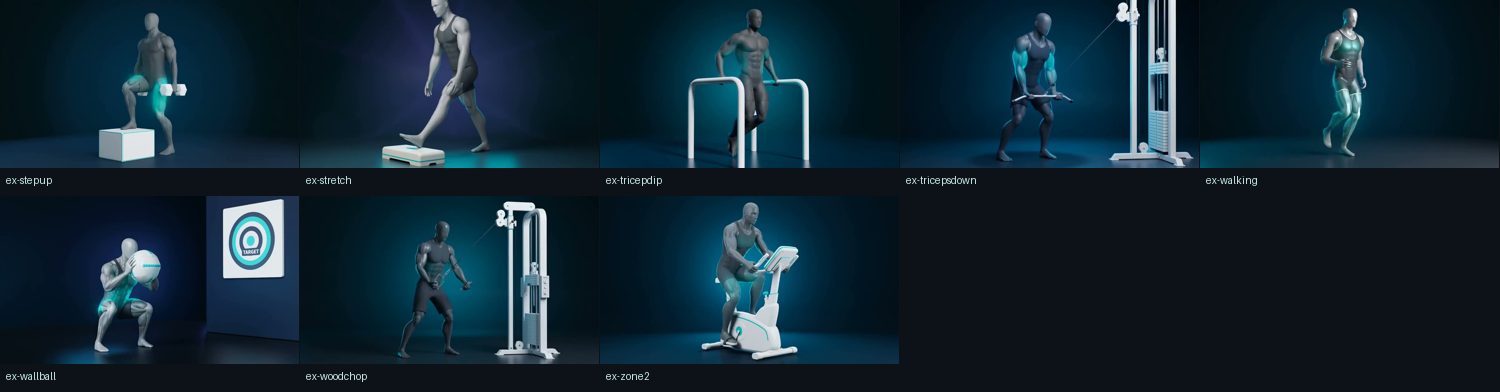 ex-stepup
ex-stretch
ex-tricepdip
ex-tricepsdown
ex-walking
TARGET
ex-wallball
ex-woodchop
ex-zone2